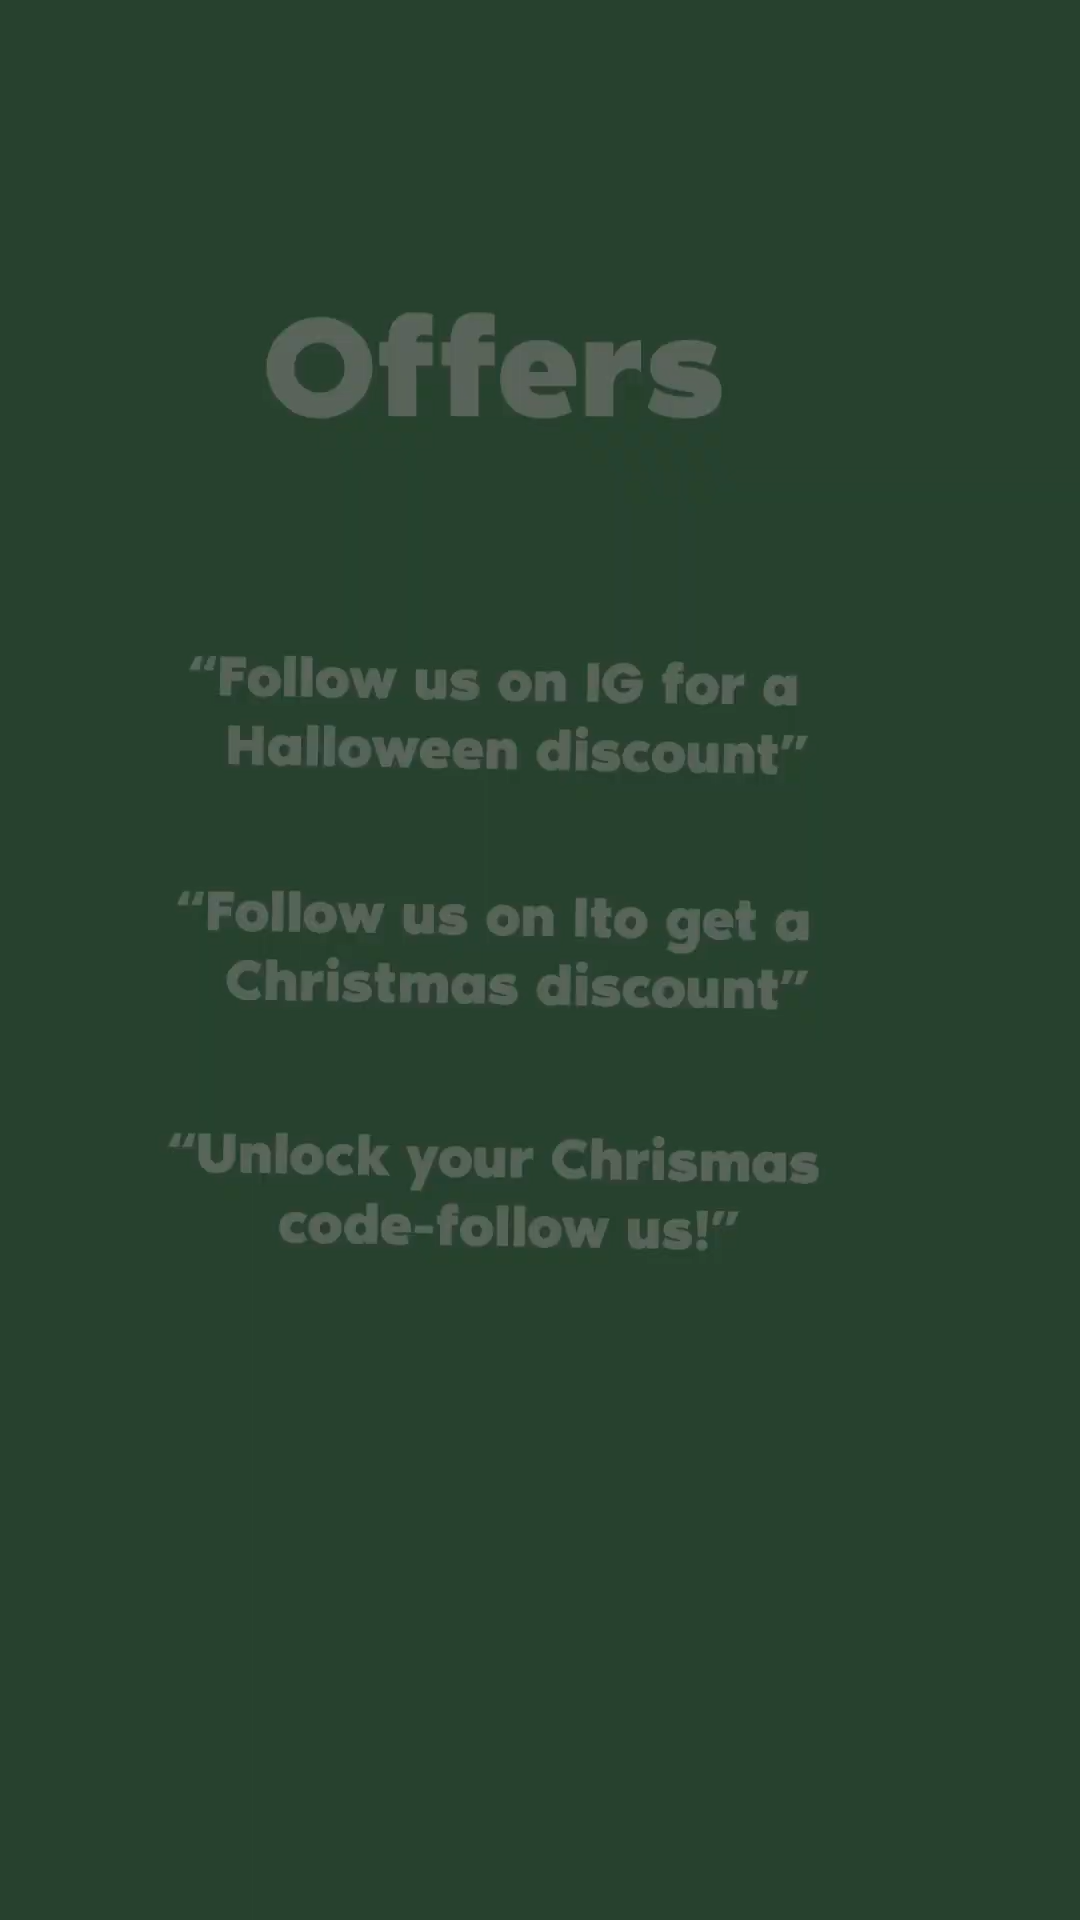 Offers
“Follow us on IG for a
Halloween discount”
“Follow us on Ito get a
Christmas discount”
“Unlock your Chrismas
code-follow us!”